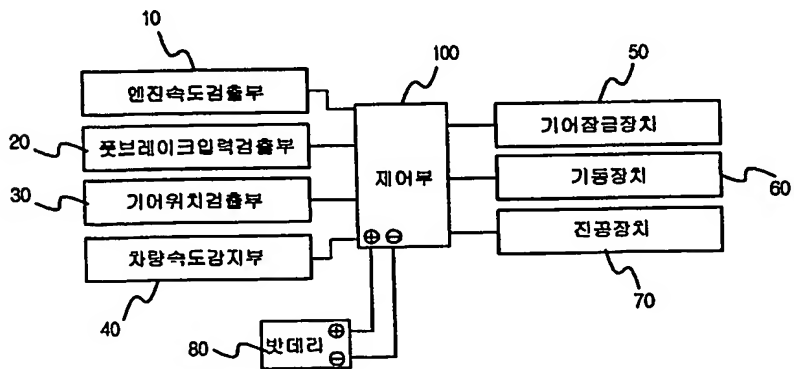 10
엔진속도검출부
20
풋브레이크입력검출부
30
기어위치검출부
차량속도감지부
40
100
제어부
⊕ ⊖
50
기어잠금장치
기동장치
60
진공장치
70
80
밧데리
⊕
⊖